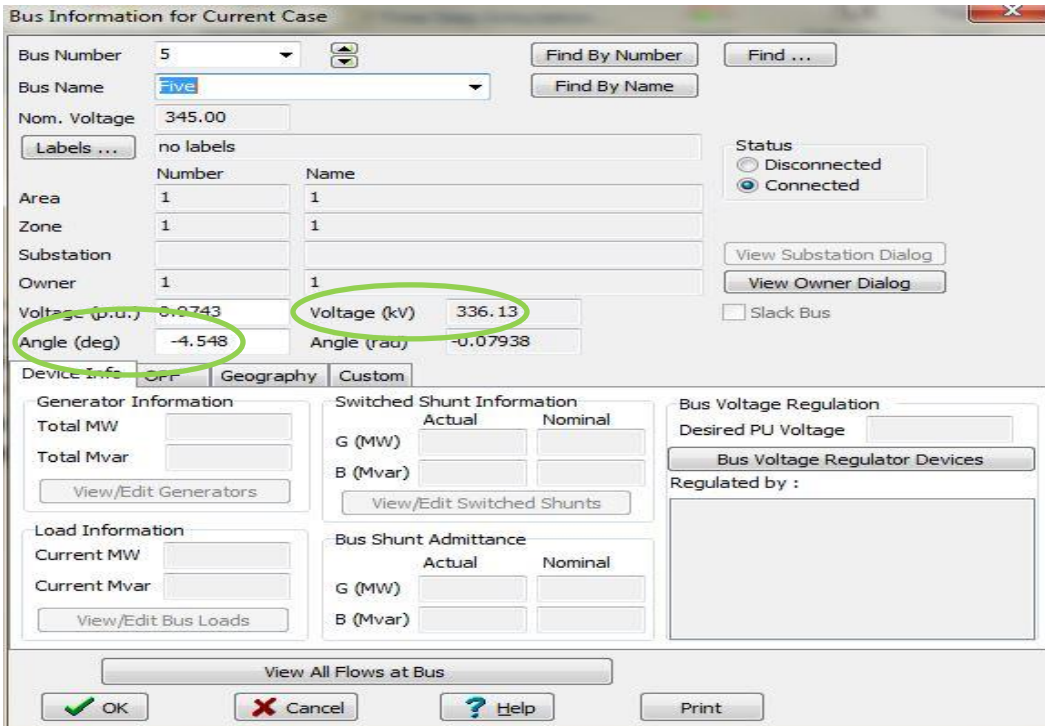 Bus Information for Current Case
Bus Number 5 Find By Number Find ...
Bus Name Five Find By Name
Nom. Voltage 345.00
Labels ... no labels
Status
Disconnected
Connected
Number Name
Area 1 1
Zone 1 1
Substation View Substation Dialog
Owner 1 1 View Owner Dialog
Voltage (p.u.) 0.9743 Voltage (kV) 336.13 Slack Bus
Angle (deg) -4.548 Angle (rad) -0.07938
Device Info OPF Geography Custom
Generator Information
Total MW
Total Mvar
View/Edit Generators
Load Information
Current MW
Current Mvar
View/Edit Bus Loads
Switched Shunt Information
Actual Nominal
G (MW)
B (Mvar)
View/Edit Switched Shunts
Bus Shunt Admittance
Actual Nominal
G (MW)
B (Mvar)
Bus Voltage Regulation
Desired PU Voltage
Bus Voltage Regulator Devices
Regulated by :
View All Flows at Bus
OK Cancel ? Help Print